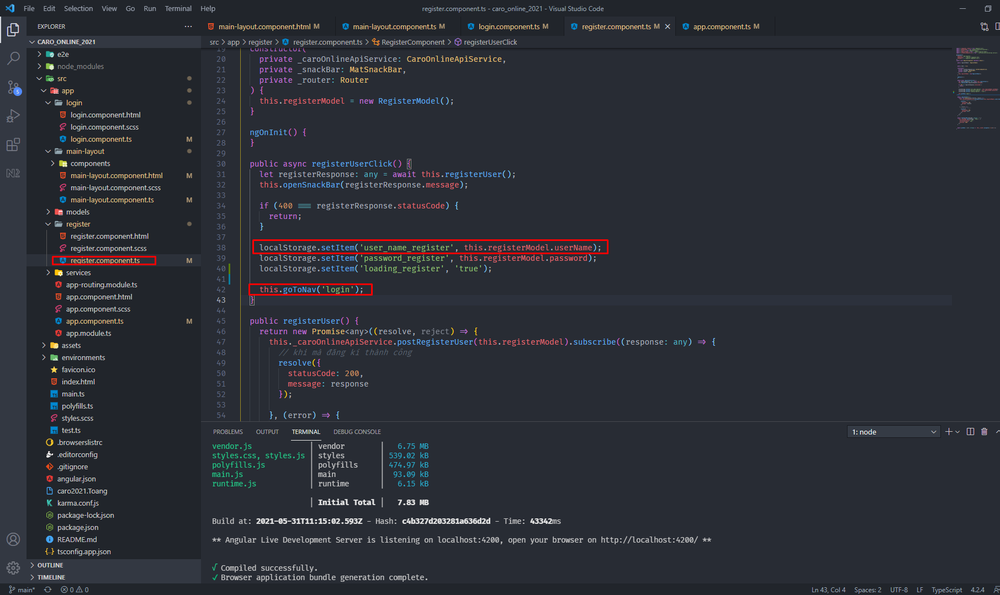 File Edit Selection View Go Run Terminal Help
register.component.ts - caro_online_2021 - Visual Studio Code
EXPLORER ···
main-layout.component.html M
main-layout.component.ts M
login.component.ts M
register.component.ts M
app.component.ts M
CARO_ONLINE_2021
src > app > register > register.component.ts > RegisterComponent > registerUserClick
e2e
node_modules
src
app
login
login.component.html
login.component.scss
login.component.ts M
main-layout
components
main-layout.component.html M
main-layout.component.scss
main-layout.component.ts M
models
register
register.component.html
register.component.scss
register.component.ts M
services
app-routing.module.ts
app.component.html
app.component.scss
app.component.ts M
app.module.ts
assets
environments
favicon.ico
index.html
main.ts
polyfills.ts
styles.scss
test.ts
.browserslistrc
.editorconfig
.gitignore
angular.json
caro2021.Toang
karma.conf.js
package-lock.json
package.json
README.md
tsconfig.app.json
OUTLINE
TIMELINE
5
19 constructor(
20 private _caroOnlineApiService: CaroOnlineApiService,
21 private _snackBar: MatSnackBar,
22 private _router: Router
23 ) {
24 this.registerModel = new RegisterModel();
25 }
26
27 ngOnInit() {
28 }
29
30 public async registerUserClick() {
31 let registerResponse: any = await this.registerUser();
32 this.openSnackBar(registerResponse.message);
33
34 if (400 === registerResponse.statusCode) {
35 return;
36 }
37
38 localStorage.setItem('user_name_register', this.registerModel.userName);
39 localStorage.setItem('password_register', this.registerModel.password);
40 localStorage.setItem('loading_register', 'true');
41
42 this.goToNav('login');
43 }
44
45 public registerUser() {
46 return new Promise<any>((resolve, reject) => {
47 this._caroOnlineApiService.postRegisterUser(this.registerModel).subscribe((response: any) => {
48 // khi mà đăng kí thành công
49 resolve({
50 statusCode: 200,
51 message: response
52 });
53
54 }, (error) => {
PROBLEMS OUTPUT TERMINAL DEBUG CONSOLE
1: node
vendor.js | vendor | 6.75 MB
styles.css, styles.js | styles | 539.02 kB
polyfills.js | polyfills | 474.97 kB
main.js | main | 93.09 kB
runtime.js | runtime | 6.15 kB
| Initial Total | 7.83 MB
Build at: 2021-05-31T11:15:02.593Z - Hash: c4b327d203281a636d2d - Time: 43342ms
** Angular Live Development Server is listening on localhost:4200, open your browser on http://localhost:4200/ **
√ Compiled successfully.
✔ Browser application bundle generation complete.
main* 0 0
Ln 43, Col 4 Spaces: 2 UTF-8 LF TypeScript 4.2.4